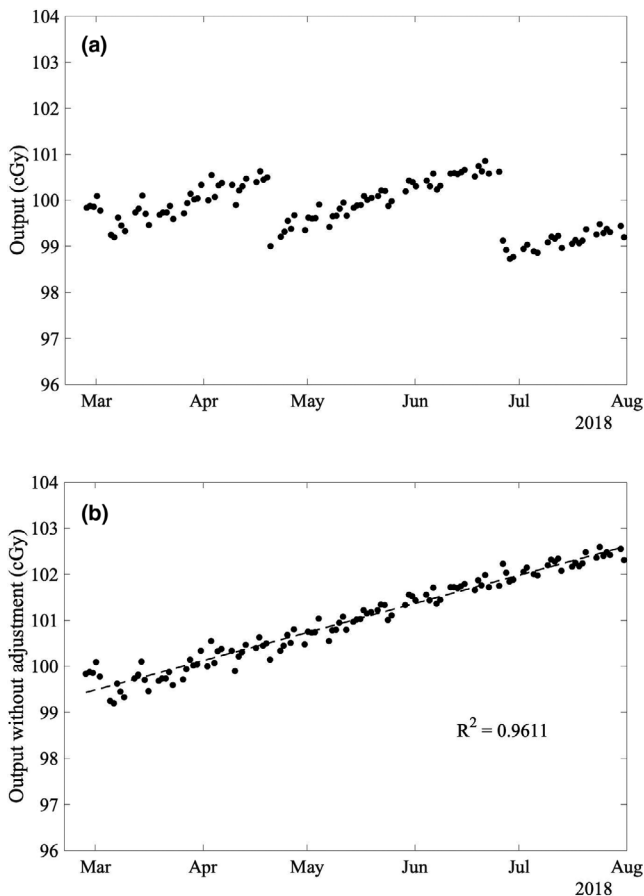 (a)
Output (cGy)
104
103
102
101
100
99
98
97
96
Mar Apr May Jun Jul Aug
2018
(b)
Output without adjustment (cGy)
104
103
102
101
100
99
98
97
96
R² = 0.9611
Mar Apr May Jun Jul Aug
2018